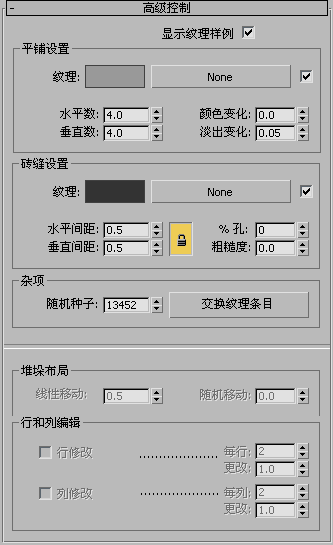 - 高级控制
显示纹理样例
平铺设置
纹理: None
水平数: 4.0 颜色变化: 0.0
垂直数: 4.0 淡出变化: 0.05
砖缝设置
纹理: None
水平间距: 0.5 % 孔: 0
垂直间距: 0.5 粗糙度: 0.0
杂项
随机种子: 13452 交换纹理条目
堆垛布局
线性移动: 0.5 随机移动: 0.0
行和列编辑
行修改 每行: 2
更改: 1.0
列修改 每列: 2
更改: 1.0